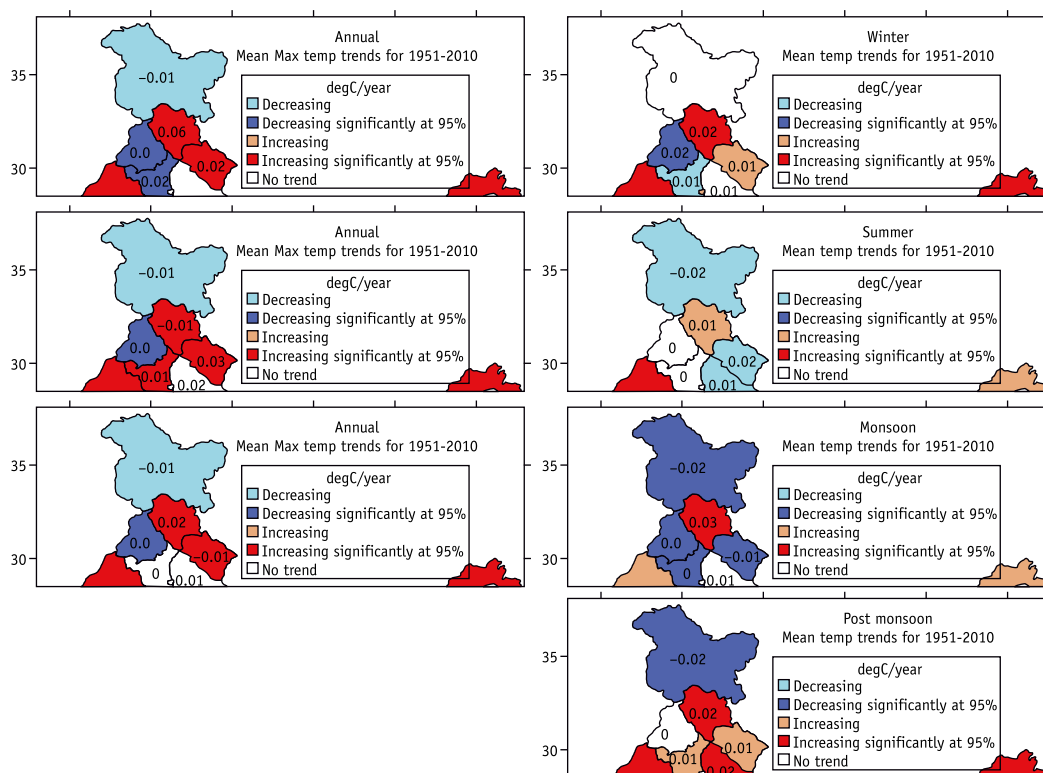 Annual
Mean Max temp trends for 1951-2010
degC/year
Decreasing
Decreasing significantly at 95%
Increasing
Increasing significantly at 95%
No trend
35
30
−0.01
0.06
0.0
0.02
0.02
Winter
Mean temp trends for 1951-2010
degC/year
Decreasing
Decreasing significantly at 95%
Increasing
Increasing significantly at 95%
No trend
30
0
0.02
0.02
0.01
0.01
0.01
Annual
Mean Max temp trends for 1951-2010
degC/year
Decreasing
Decreasing significantly at 95%
Increasing
Increasing significantly at 95%
No trend
35
30
−0.01
−0.01
0.0
0.03
0.01
0.02
Summer
Mean temp trends for 1951-2010
degC/year
Decreasing
Decreasing significantly at 95%
Increasing
Increasing significantly at 95%
No trend
35
30
−0.02
0.01
0
−0.02
0
0.01
Annual
Mean Max temp trends for 1951-2010
degC/year
Decreasing
Decreasing significantly at 95%
Increasing
Increasing significantly at 95%
No trend
35
30
−0.01
0.02
0.0
−0.01
0
0.01
Monsoon
Mean temp trends for 1951-2010
degC/year
Decreasing
Decreasing significantly at 95%
Increasing
Increasing significantly at 95%
No trend
35
30
−0.02
0.03
0.0
−0.01
0
0.01
Post monsoon
Mean temp trends for 1951-2010
degC/year
Decreasing
Decreasing significantly at 95%
Increasing
Increasing significantly at 95%
No trend
35
30
−0.02
0.02
0
0.01
0.01
0.02